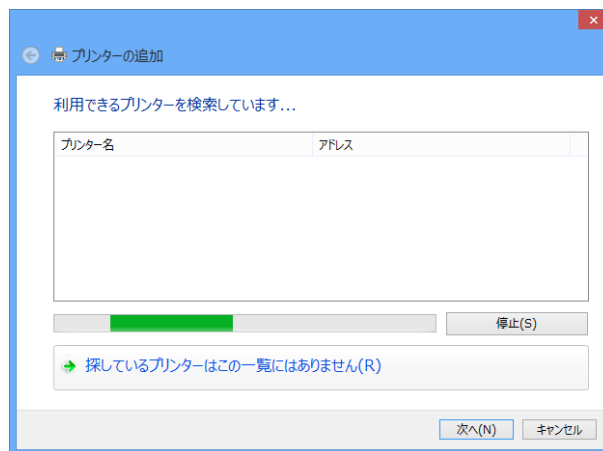 プリンターの追加
利用できるプリンターを検索しています...
プリンター名 アドレス
停止(S)
探しているプリンターはこの一覧にはありません(R)
次へ(N) キャンセル